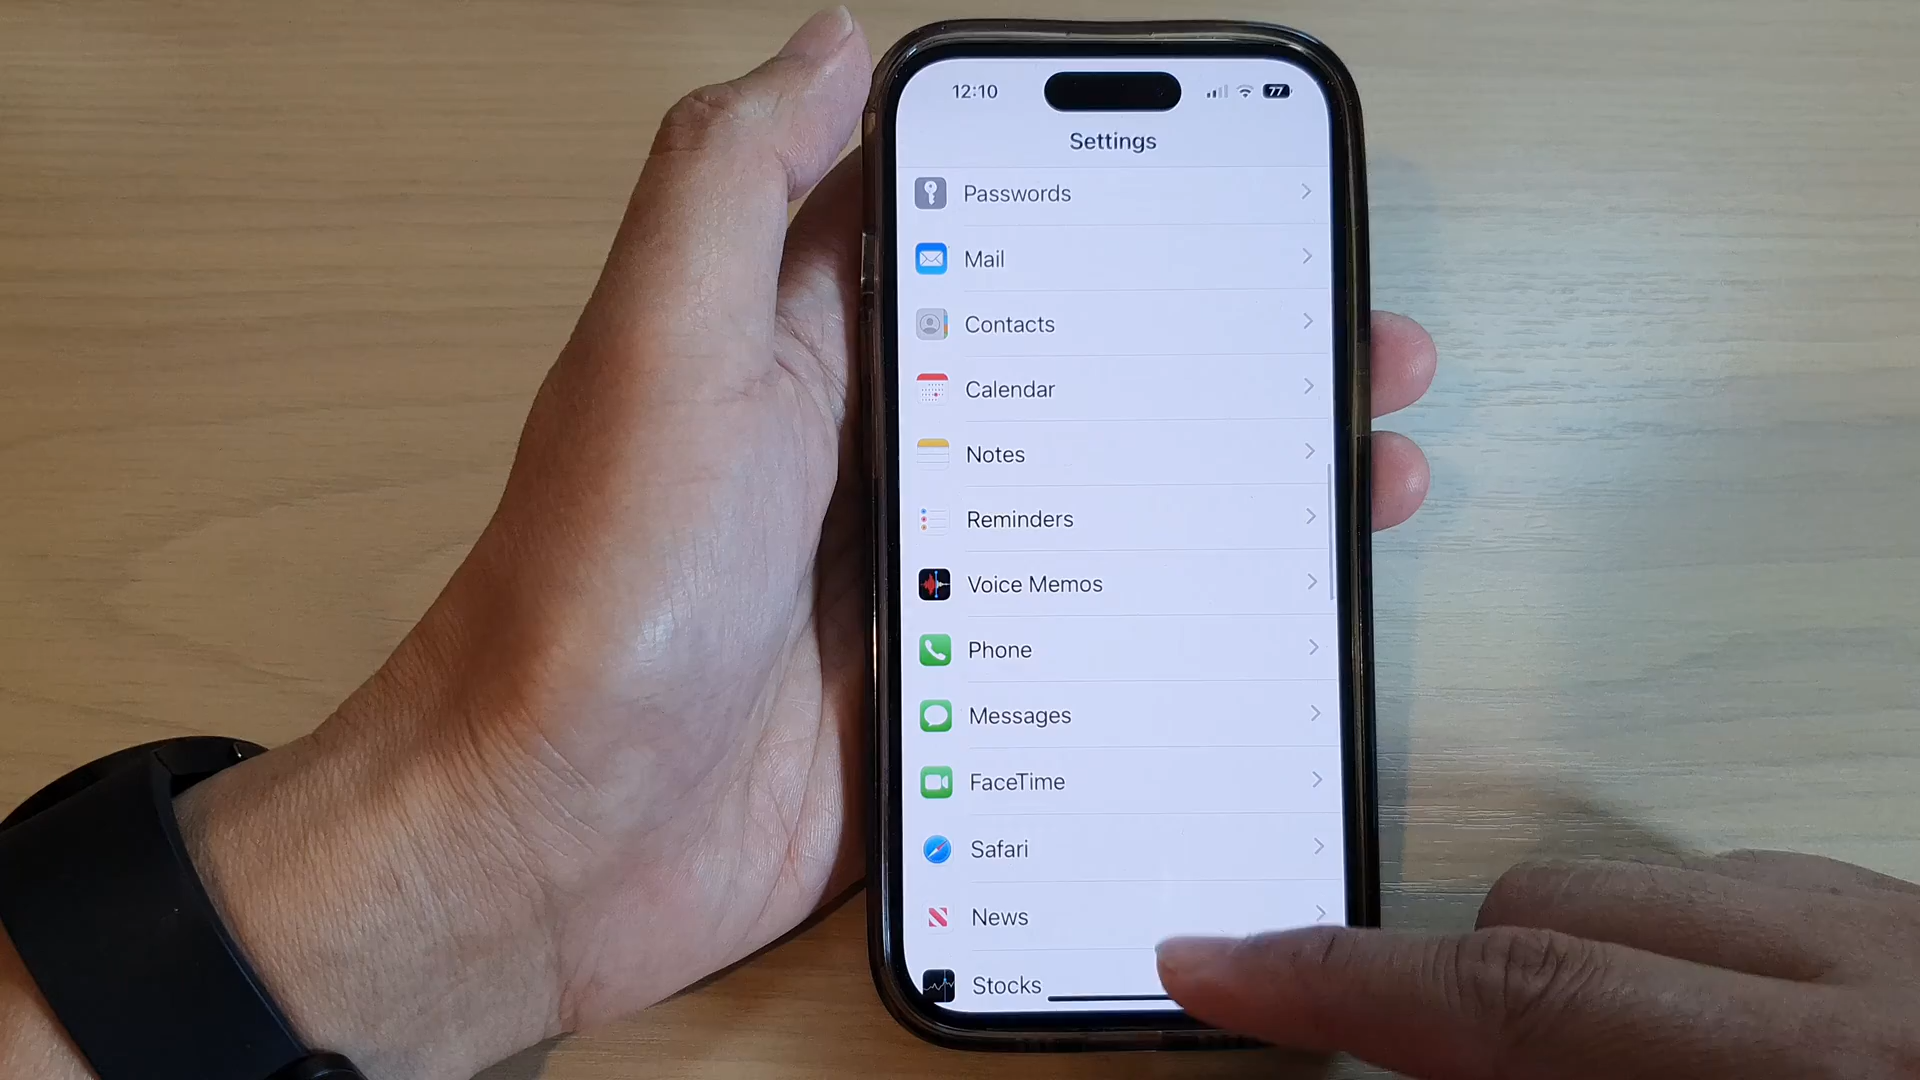 12:10
77
Settings
Passwords
Mail
Contacts
Calendar
Notes
Reminders
Voice Memos
Phone
Messages
FaceTime
Safari
News
Stocks